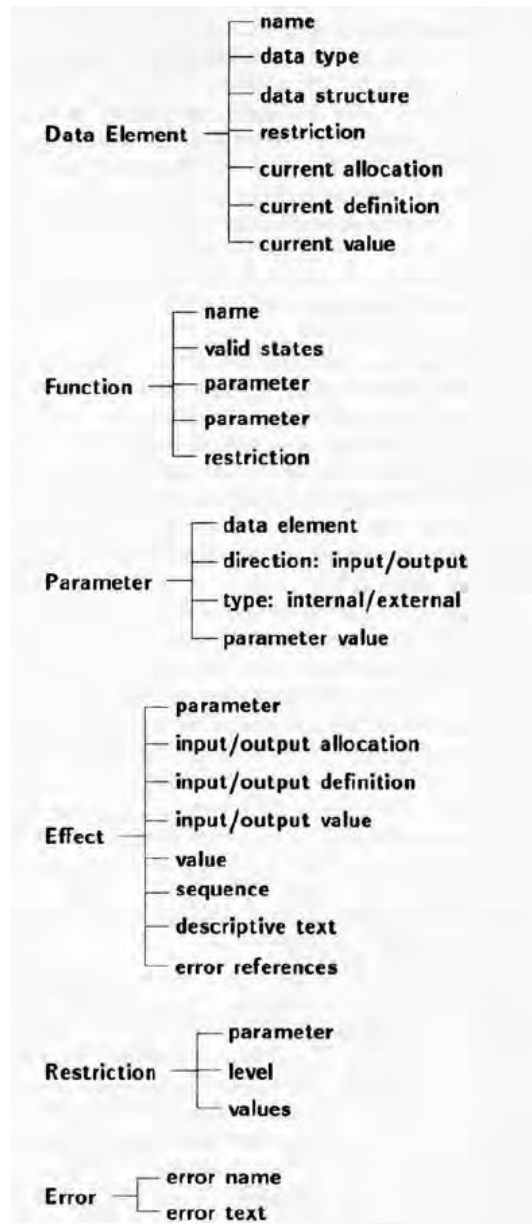 name
data type
data structure
Data Element
restriction
current allocation
current definition
current value
name
valid states
Function
parameter
parameter
restriction
data element
direction: input/output
Parameter
type: internal/external
parameter value
parameter
input/output allocation
input/output definition
input/output value
Effect
value
sequence
descriptive text
error references
parameter
Restriction
level
values
error name
Error
error text